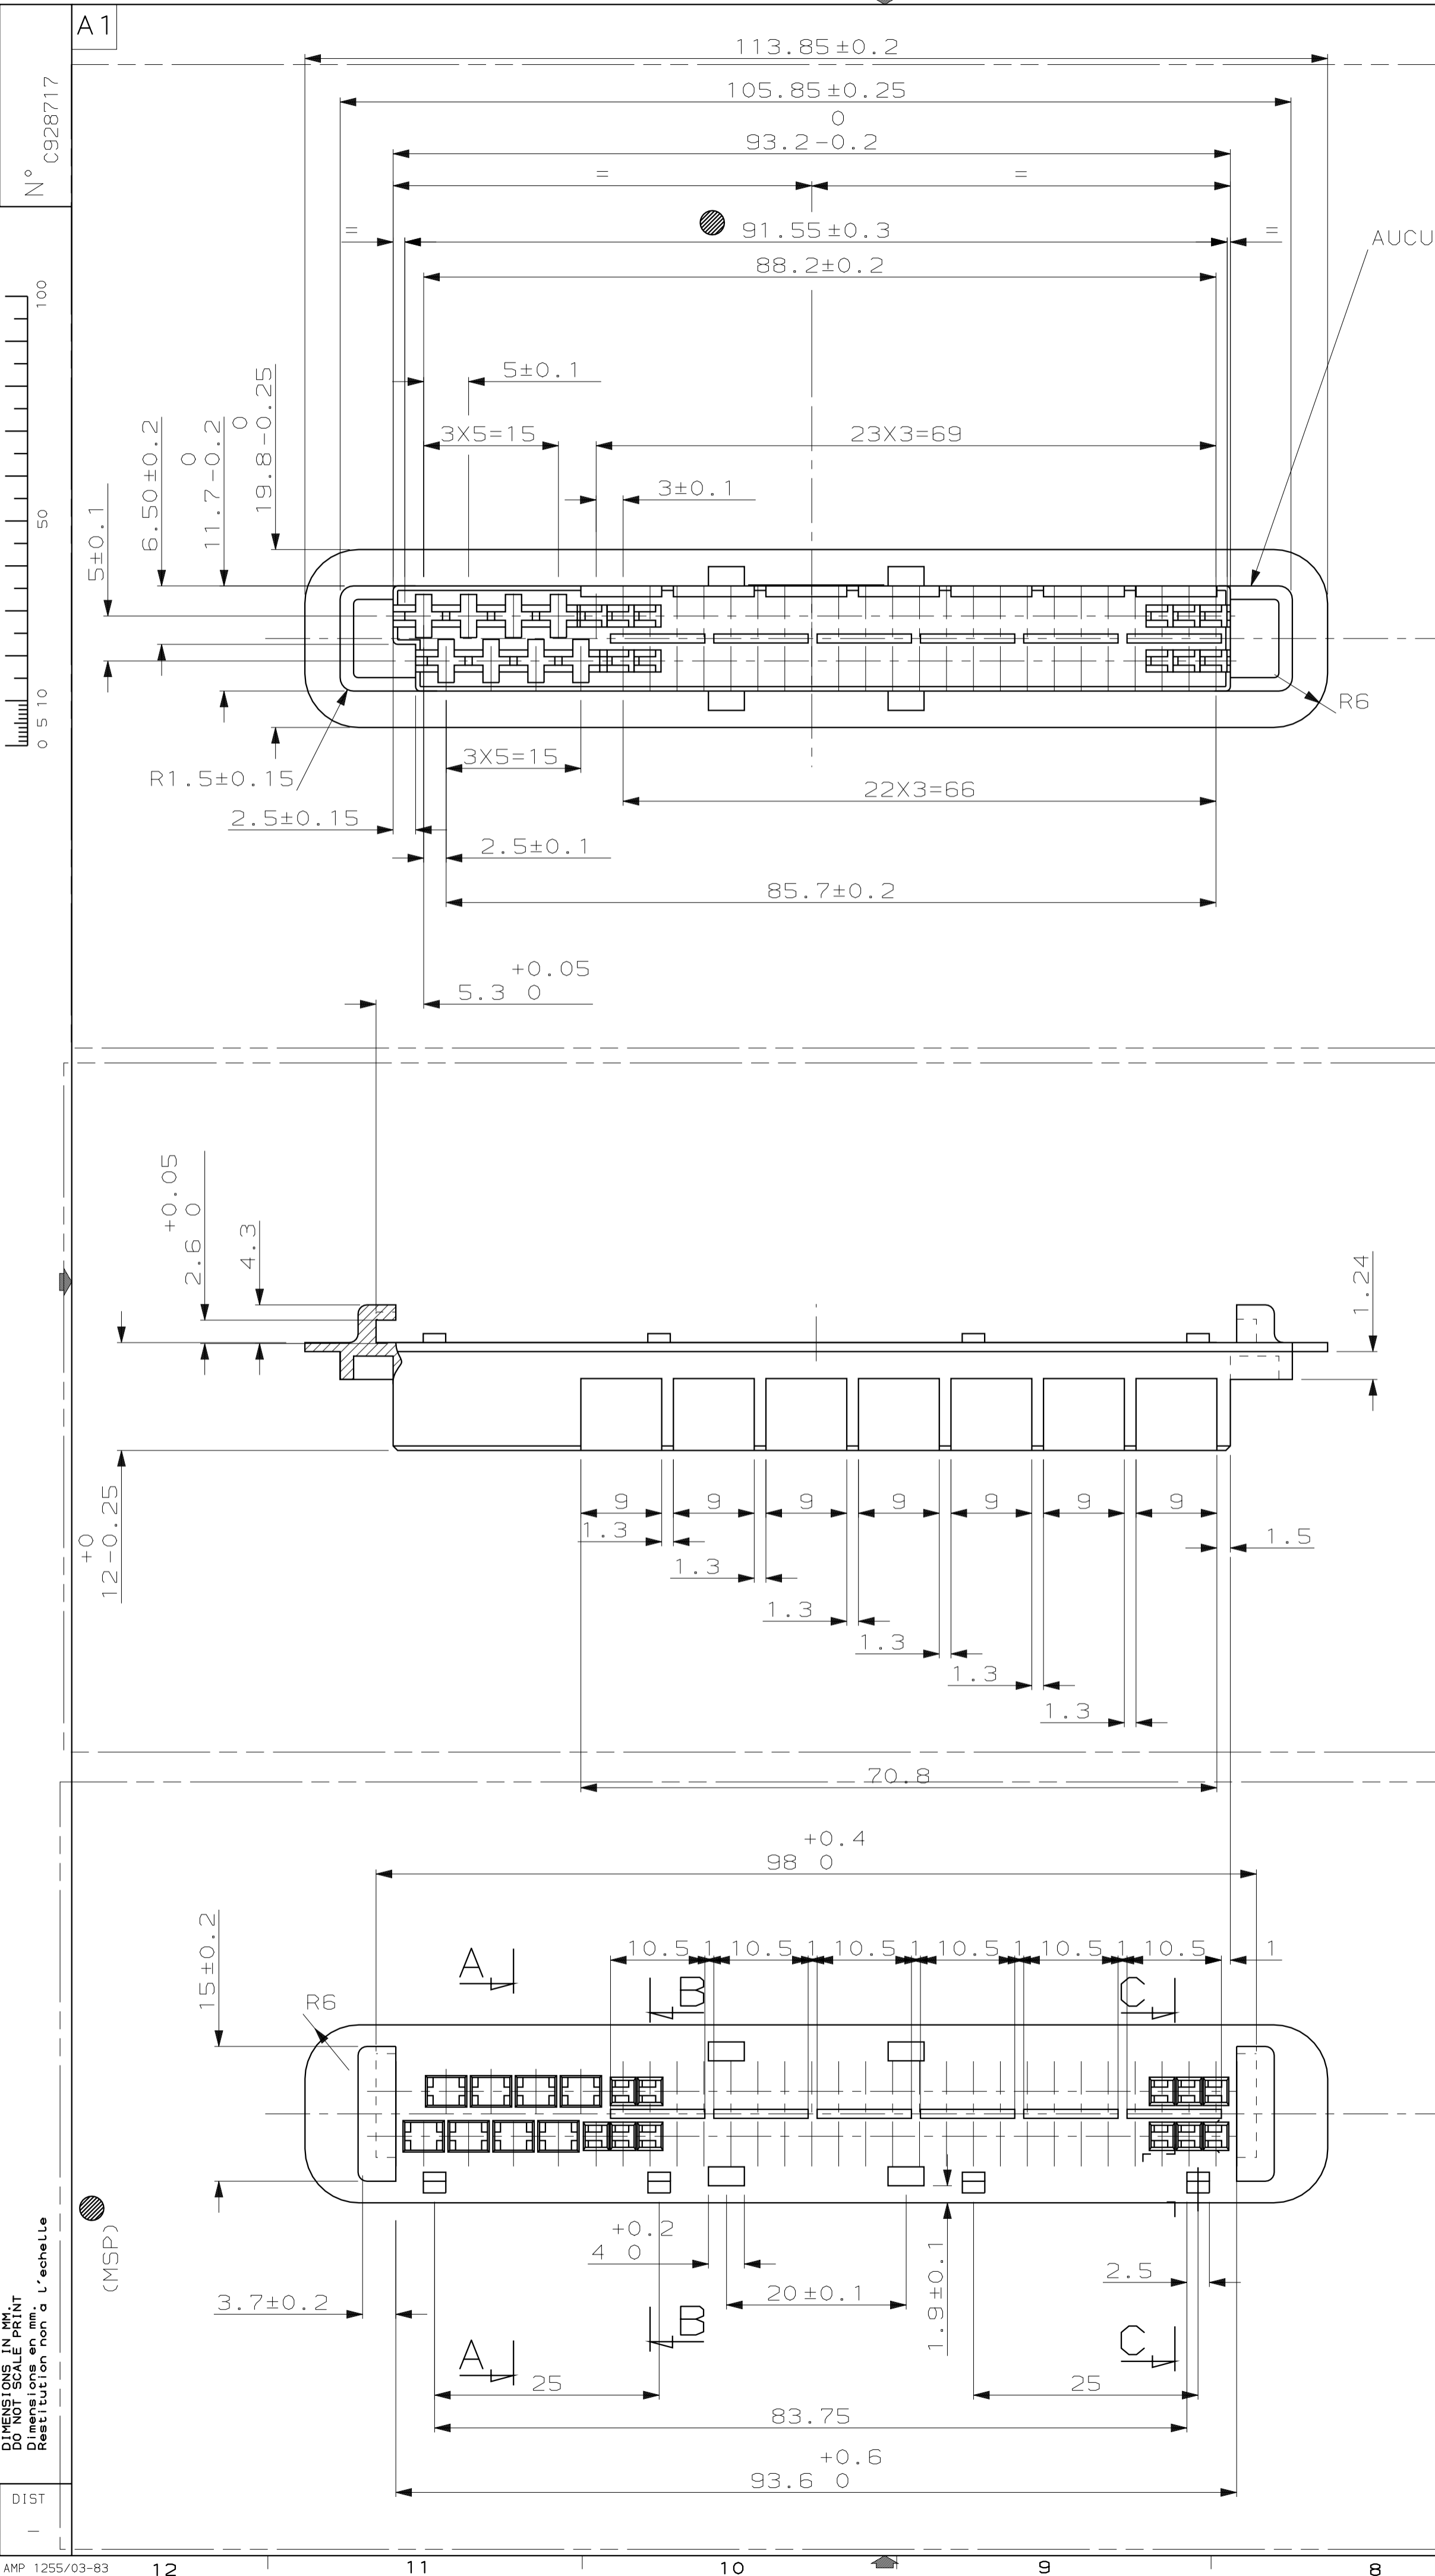 A1
N° C928717
113.85±0.2
105.85±0.25
0
93.2-0.2
= =
= 91.55±0.3 =
88.2±0.2
AUCU
100
50
10
5
0
5±0.1
3X5=15
23X3=69
3±0.1
5±0.1
6.50±0.2
0
11.7-0.2
0
19.8-0.25
R6
R1.5±0.15
3X5=15
22X3=66
2.5±0.15
2.5±0.1
85.7±0.2
+0.05
5.3 0
+0.05
2.6 0
4.3
1.24
+0
12-0.25
9 9 9 9 9 9 9
1.3
1.5
1.3
1.3
1.3
1.3
1.3
70.8
+0.4
98 0
15±0.2
10.5 1 10.5 1 10.5 1 10.5 1 10.5 1 10.5 1
A
B
C
R6
(MSP)
+0.2
4 0
20±0.1
1.9±0.1
2.5
3.7±0.2
B
A
C
25
25
83.75
+0.6
93.6 0
DIMENSIONS IN MM.
DO NOT SCALE PRINT
Dimensions en mm.
Restitution non a l'echelle
DIST
–
AMP 1255/03-83
12 11 10 9 8